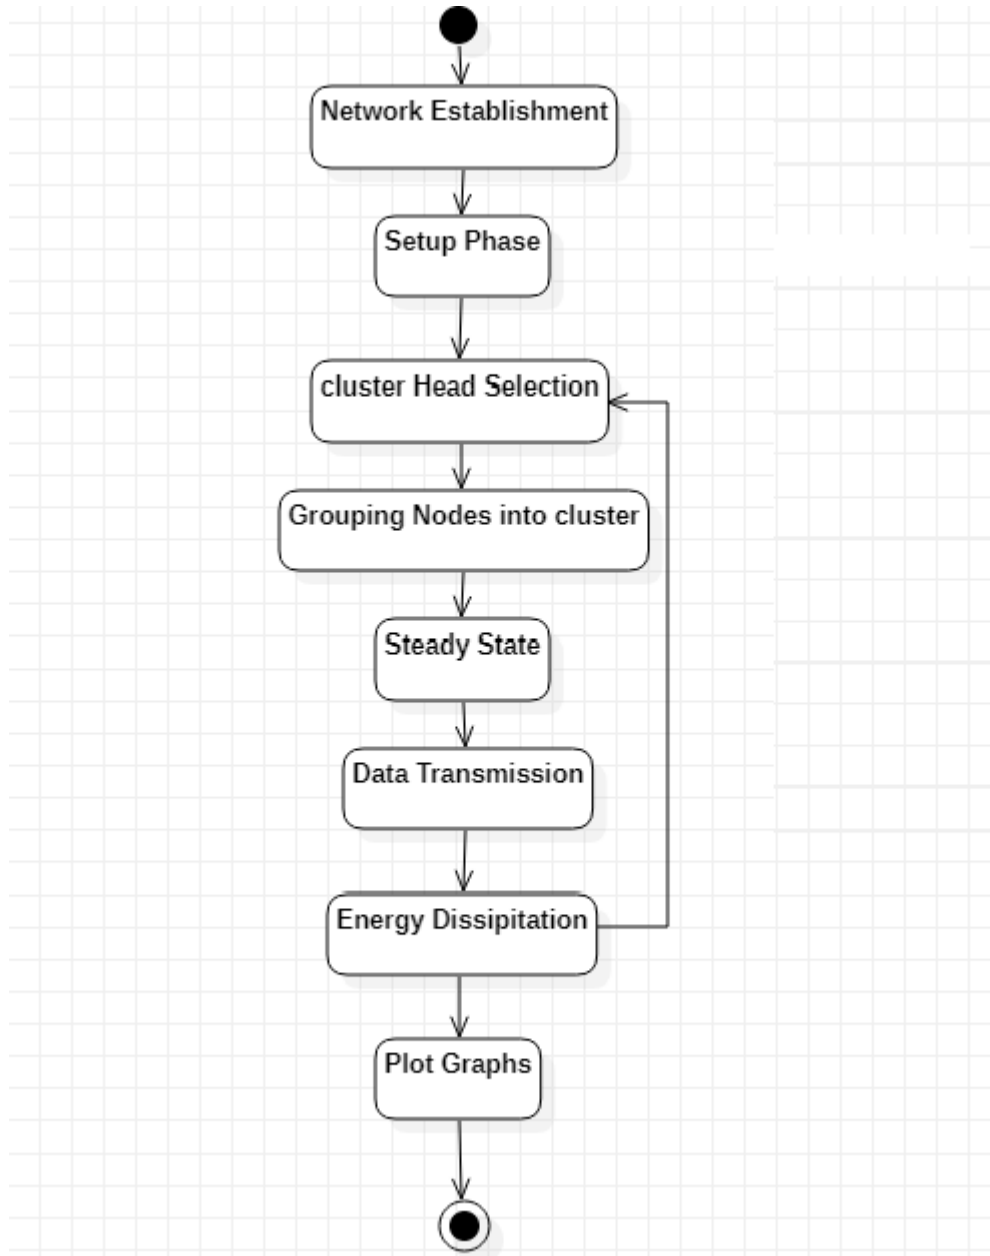 Network Establishment
Setup Phase
cluster Head Selection
Grouping Nodes into cluster
Steady State
Data Transmission
Energy Dissipitation
Plot Graphs